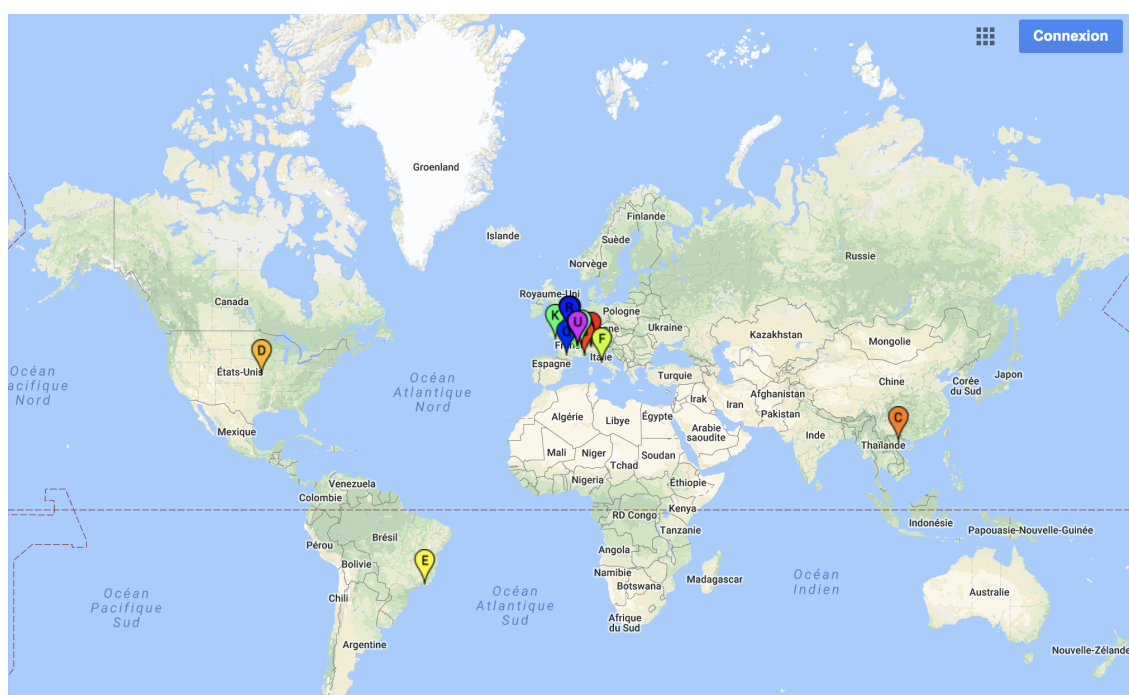 Connexion
Groenland
Finlande
Islande
Suède
Norvège
Russie
Royaume-Uni
Canada
R
K
U
Pologne
Ukraine
Kazakhstan
Mongolie
D
États-Unis
F
Italie
Espagne
Turquie
Chine
Corée
du Sud
Japon
Océan
Pacifique
Nord
Océan
Atlantique
Nord
Irak
Iran
Afghanistan
Pakistan
Algérie
Libye
Égypte
Arabie
saoudite
Inde
C
Thaïlande
Mexique
Mali
Niger
Soudan
Tchad
Nigeria
Éthiopie
Venezuela
Colombie
RD Congo
Kenya
Tanzanie
Indonésie
Papouasie-Nouvelle-Guinée
Pérou
Brésil
Bolivie
E
Angola
Namibie
Botswana
Madagascar
Océan
Indien
Australie
Océan
Pacifique
Sud
Chili
Océan
Atlantique
Sud
Afrique
du Sud
Argentine
Nouvelle-Zélande